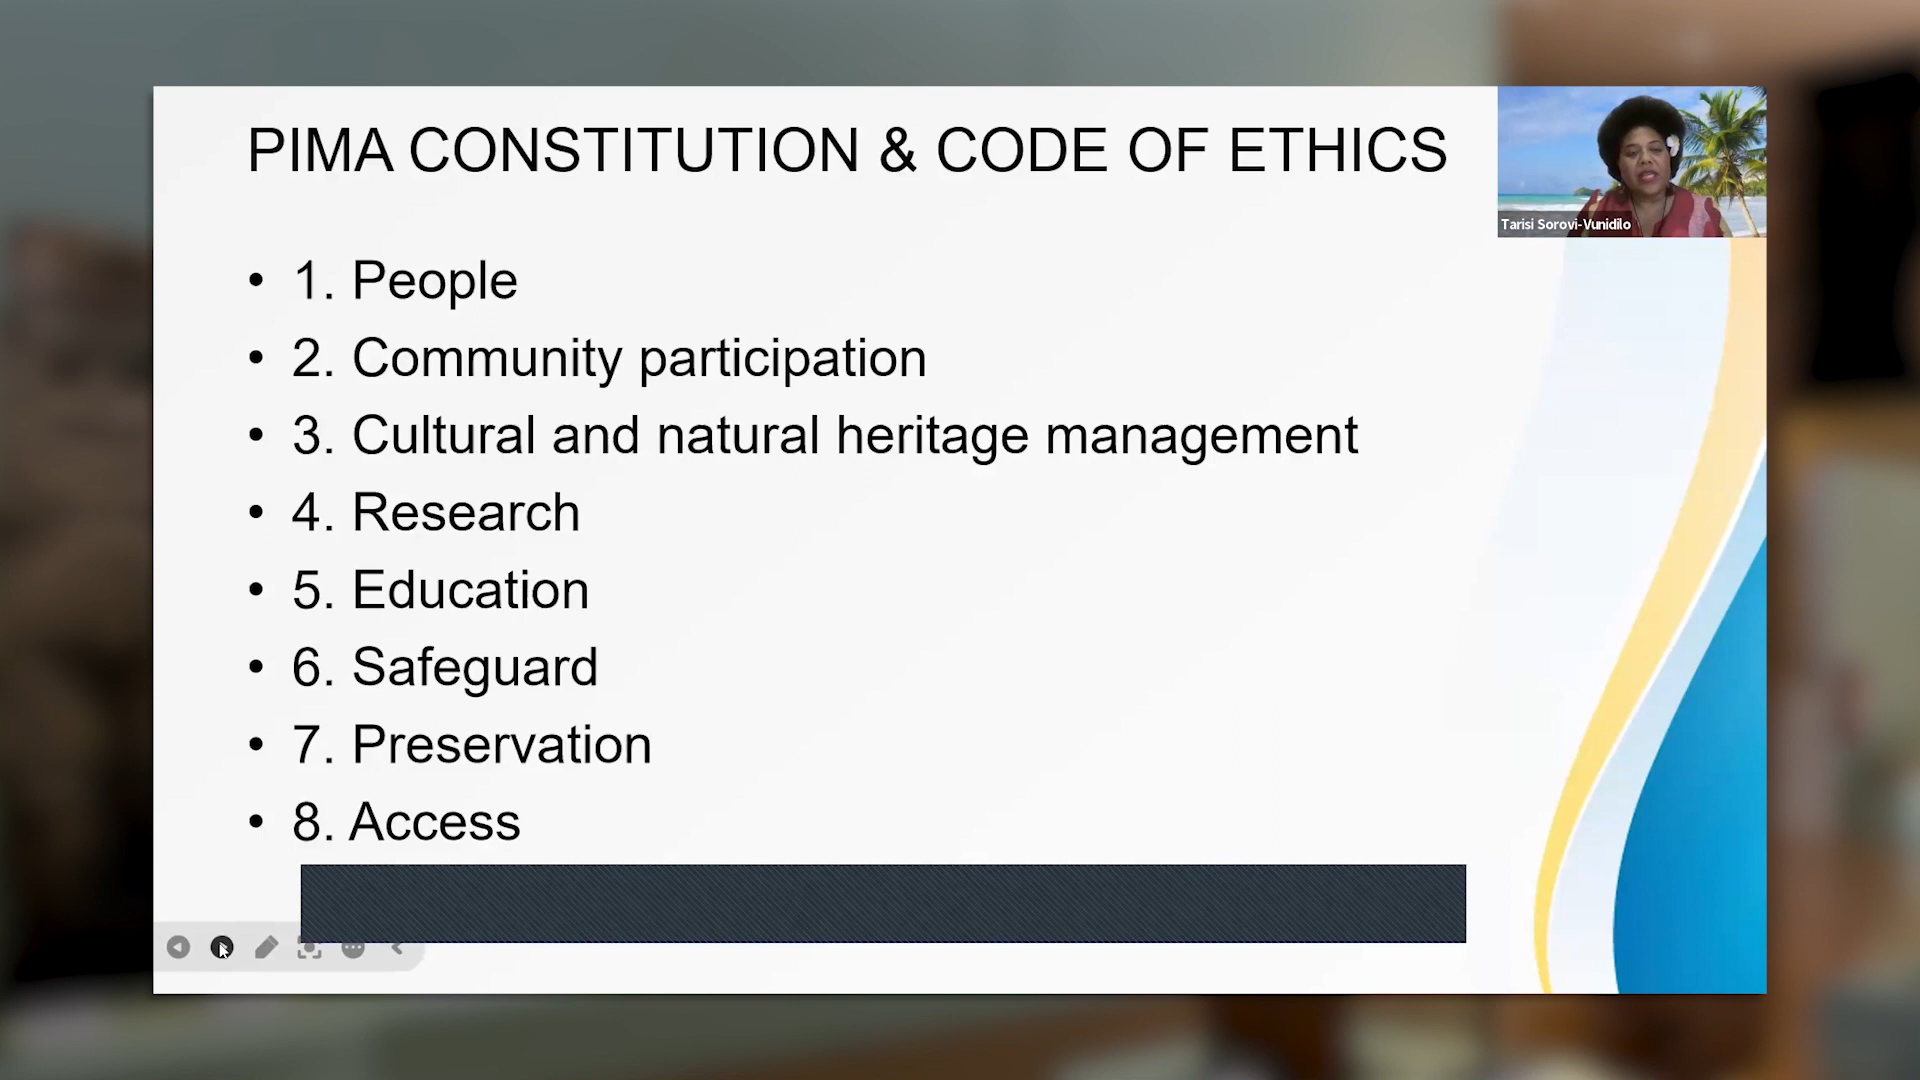 PIMA CONSTITUTION & CODE OF ETHICS
Tarisi Sorovi-Vunidilo
• 1. People
• 2. Community participation
• 3. Cultural and natural heritage management
• 4. Research
• 5. Education
• 6. Safeguard
• 7. Preservation
• 8. Access